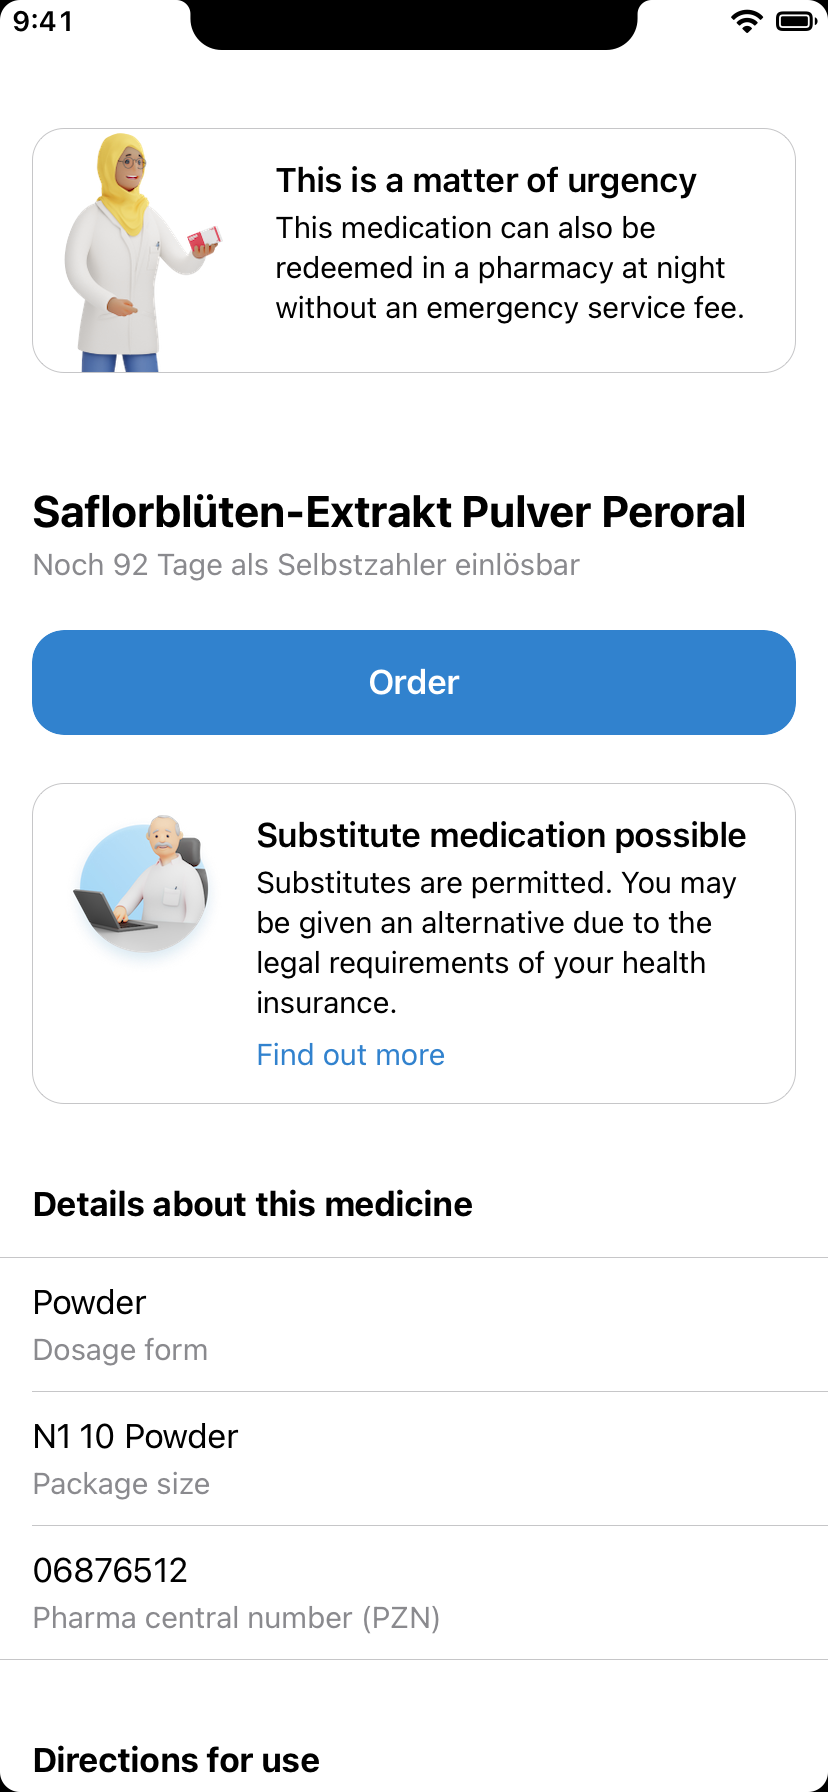 9:41
This is a matter of urgency
This medication can also be
redeemed in a pharmacy at night
without an emergency service fee.
Saflorblüten-Extrakt Pulver Peroral
Noch 92 Tage als Selbstzahler einlösbar
Order
Substitute medication possible
Substitutes are permitted. You may
be given an alternative due to the
legal requirements of your health
insurance.
Find out more
Details about this medicine
Powder
Dosage form
N1 10 Powder
Package size
06876512
Pharma central number (PZN)
Directions for use